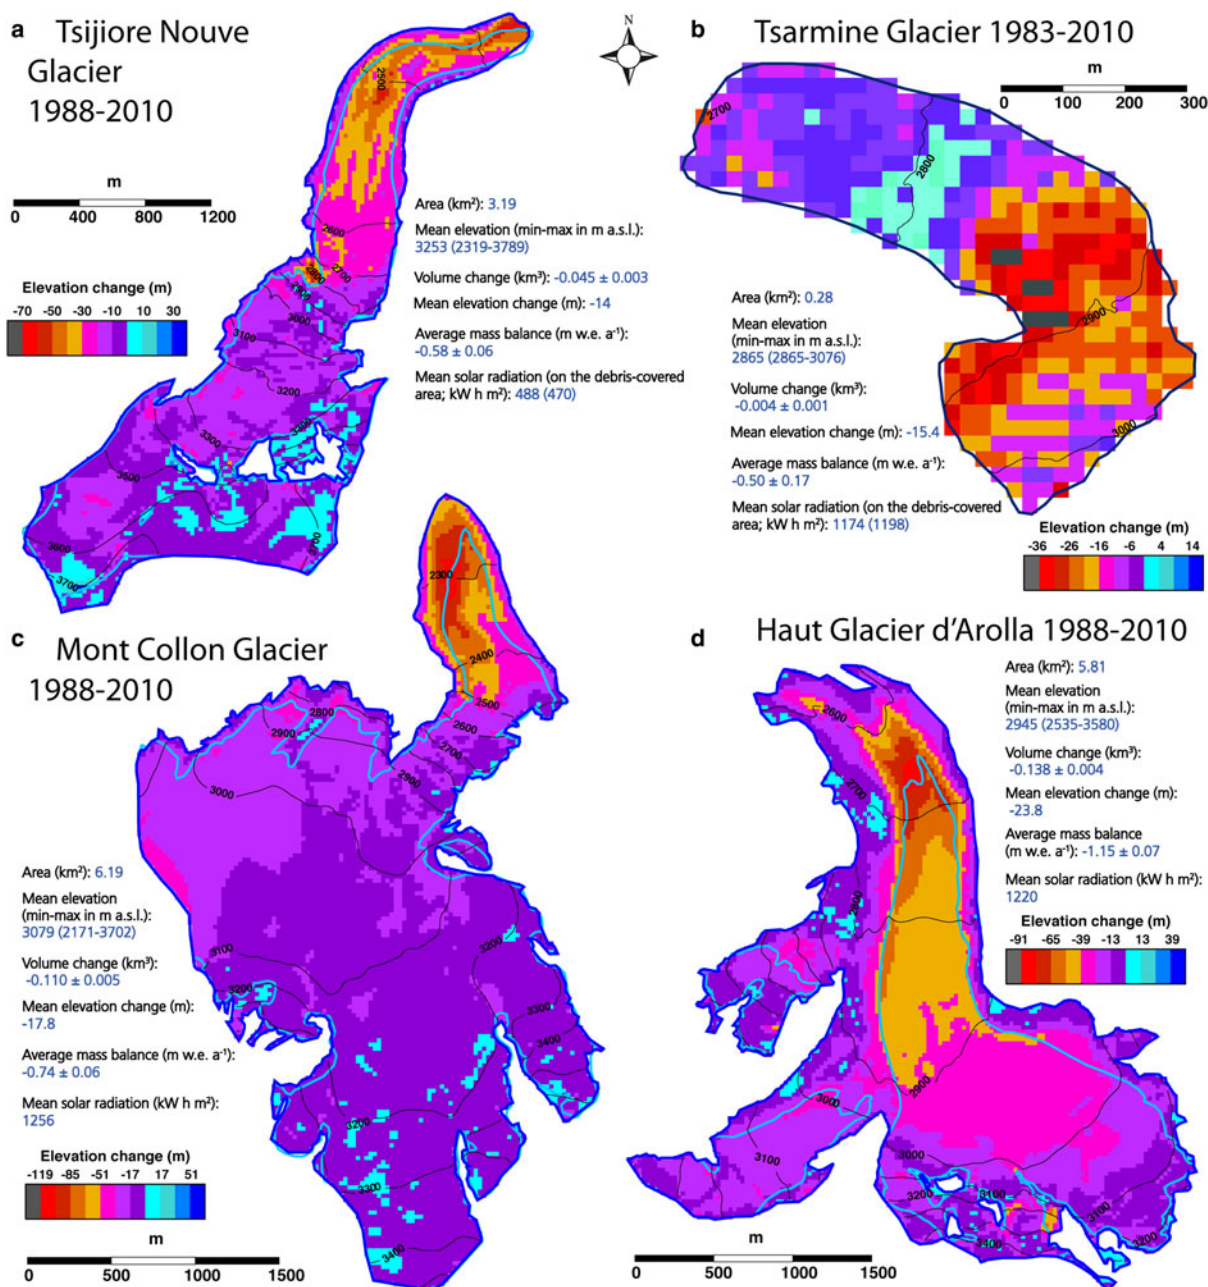 a Tsijiore Nouve
Glacier
1988-2010
m
0 400 800 1200
Elevation change (m)
-70 -50 -30 -10 10 30
Area (km²): 3.19
Mean elevation (min-max in m a.s.l.):
3253 (2319-3789)
Volume change (km³): -0.045 ± 0.003
Mean elevation change (m): -14
Average mass balance (m w.e. a⁻¹):
-0.58 ± 0.06
Mean solar radiation (on the debris-covered
area; kW h m²): 488 (470)
2500
2600
2700
2800
2900
3000
3100
3200
3300
3300
3500
3600
3700
3700
N
b Tsarmine Glacier 1983-2010
m
0 100 200 300
2700
2800
2900
3000
Area (km²): 0.28
Mean elevation
(min-max in m a.s.l.):
2865 (2865-3076)
Volume change (km³):
-0.004 ± 0.001
Mean elevation change (m): -15.4
Average mass balance (m w.e. a⁻¹):
-0.50 ± 0.17
Mean solar radiation (on the debris-covered
area; kW h m²): 1174 (1198)
Elevation change (m)
-36 -26 -16 -6 4 14
c Mont Collon Glacier
1988-2010
2300
2400
2500
2600
2700
2800
2900
2900
3000
3100
3200
3200
3300
3400
3200
3300
3400
Area (km²): 6.19
Mean elevation
(min-max in m a.s.l.):
3079 (2171-3702)
Volume change (km³):
-0.110 ± 0.005
Mean elevation change (m):
-17.8
Average mass balance (m w.e. a⁻¹):
-0.74 ± 0.06
Mean solar radiation (kW h m²):
1256
Elevation change (m)
-119 -85 -51 -17 17 51
m
0 500 1000 1500
d Haut Glacier d'Arolla 1988-2010
Area (km²): 5.81
Mean elevation
(min-max in m a.s.l.):
2945 (2535-3580)
Volume change (km³):
-0.138 ± 0.004
Mean elevation change (m):
-23.8
Average mass balance
(m w.e. a⁻¹): -1.15 ± 0.07
Mean solar radiation (kW h m²):
1220
Elevation change (m)
-91 -65 -39 -13 13 39
2600
2700
2800
2900
3000
3100
3000
3200
3100
3100
3200
3400
m
0 500 1000 1500